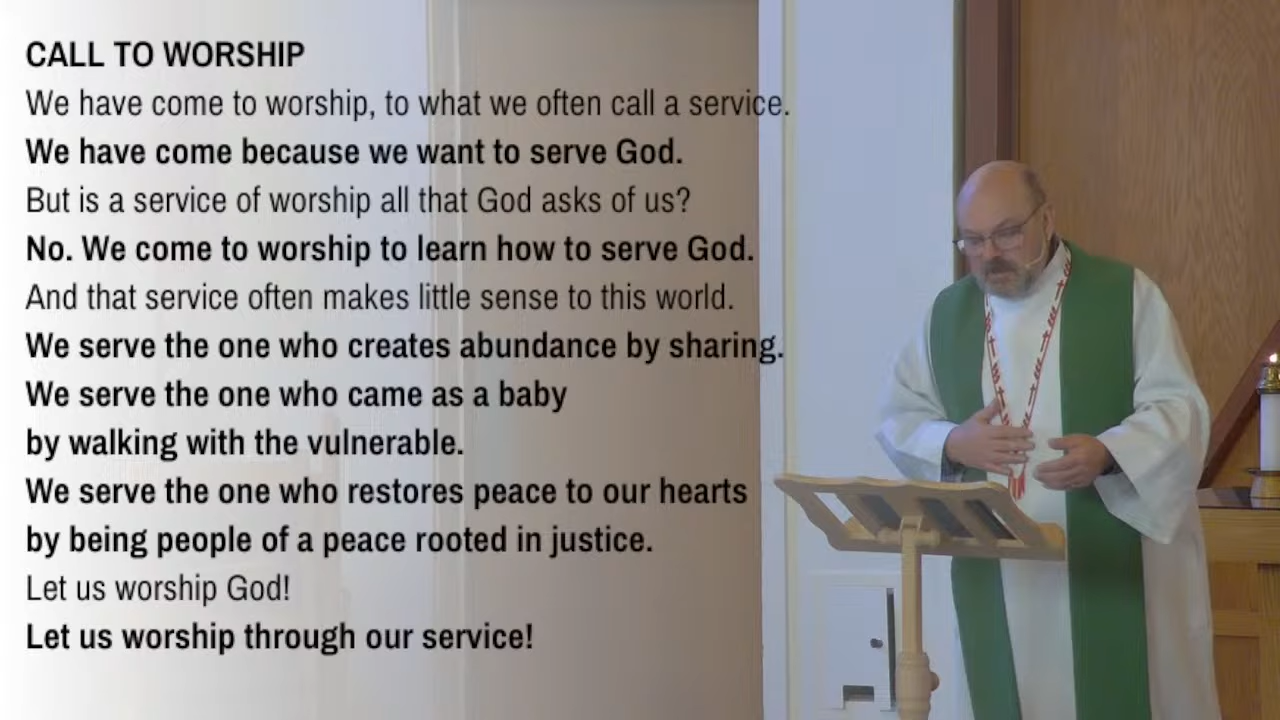 CALL TO WORSHIP
We have come to worship, to what we often call a service.
We have come because we want to serve God.
But is a service of worship all that God asks of us?
No. We come to worship to learn how to serve God.
And that service often makes little sense to this world.
We serve the one who creates abundance by sharing.
We serve the one who came as a baby
by walking with the vulnerable.
We serve the one who restores peace to our hearts
by being people of a peace rooted in justice.
Let us worship God!
Let us worship through our service!